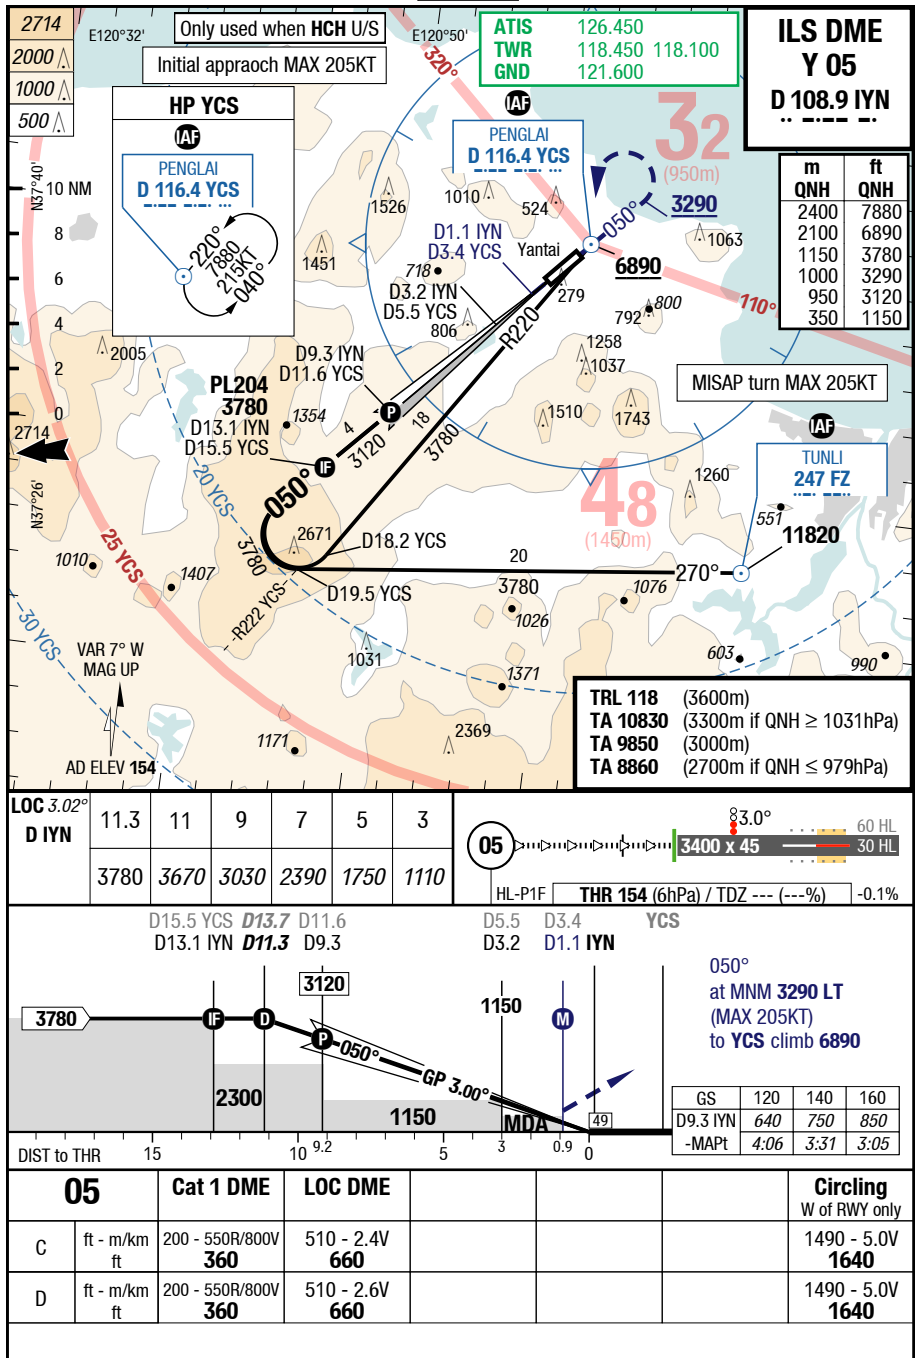 2714
2000
1000
500
E120°32'
Only used when HCH U/S
Initial appraoch MAX 205KT
E120°50'
320°
ATIS 126.450
TWR 118.450 118.100
GND 121.600
ILS DME
Y 05
D 108.9 IYN
HP YCS
IAF
PENGLAI
D 116.4 YCS
220°
7880
215KT
040°
IAF
PENGLAI
D 116.4 YCS
32
(950m)
m ft
QNH QNH
2400 7880
2100 6890
1150 3780
1000 3290
950 3120
350 1150
N37°40'
10 NM
8
6
4
2
0
1526
1010
524
050°
3290
1063
D1.1 IYN
D3.4 YCS
Yantai
6890
1451
718
D3.2 IYN
D5.5 YCS
806
279
R220
110°
800
792
2005
D9.3 IYN
D11.6 YCS
1258
1037
MISAP turn MAX 205KT
PL204
3780
D13.1 IYN
D15.5 YCS
1354
P
4
3120
2
18
3780
1510
1743
IAF
TUNLI
247 FZ
2714
IF
20 YCS
050°
48
(1450m)
1260
551
11820
N37°26'
25 YCS
3780
2671
D18.2 YCS
20
270°
3780
D19.5 YCS
1010
1407
R222 YCS
1026
1076
30 YCS
VAR 7° W
MAG UP
1031
1371
603
990
1171
2369
AD ELEV 154
TRL 118 (3600m)
TA 10830 (3300m if QNH ≥ 1031hPa)
TA 9850 (3000m)
TA 8860 (2700m if QNH ≤ 979hPa)
LOC 3.02°
D IYN
11.3 11 9 7 5 3
3780 3670 3030 2390 1750 1110
05
3.0°
3400 x 45
60 HL
30 HL
HL-P1F
THR 154 (6hPa) / TDZ --- (---%)
-0.1%
D15.5 YCS D13.7 D11.6 D5.5 D3.4 YCS
D13.1 IYN D11.3 D9.3 D3.2 D1.1 IYN
3120
3780
IF
D
P
050°
GP 3.00°
1150
M
050°
at MNM 3290 LT
(MAX 205KT)
to YCS climb 6890
2300
1150
MDA
49
GS 120 140 160
D9.3 IYN 640 750 850
-MAPt 4:06 3:31 3:05
DIST to THR 15 10 9.2 5 3 0.9 0
05 Cat 1 DME LOC DME Circling
W of RWY only
C ft - m/km 200 - 550R/800V 510 - 2.4V 1490 - 5.0V
ft 360 660 1640
D ft - m/km 200 - 550R/800V 510 - 2.6V 1490 - 5.0V
ft 360 660 1640